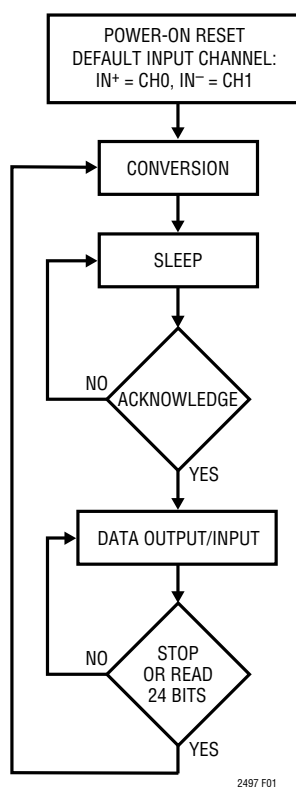 POWER-ON RESET
DEFAULT INPUT CHANNEL:
IN⁺ = CH0, IN⁻ = CH1
CONVERSION
SLEEP
NO
ACKNOWLEDGE
YES
DATA OUTPUT/INPUT
NO
STOP
OR READ
24 BITS
YES
2497 F01